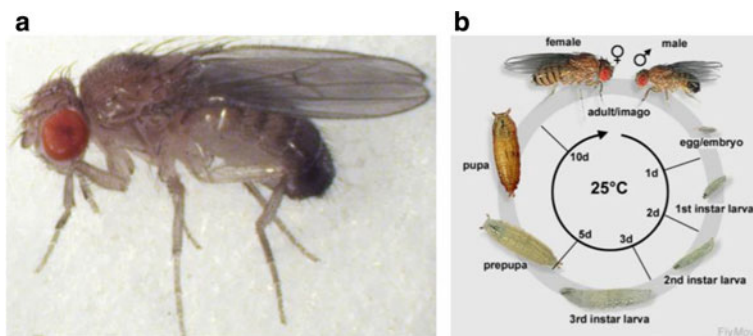 a
b
female
♀
♂
male
adult/imago
egg/embryo
1st instar larva
2nd instar larva
3rd instar larva
prepupa
pupa
10d
1d
2d
3d
5d
25°C